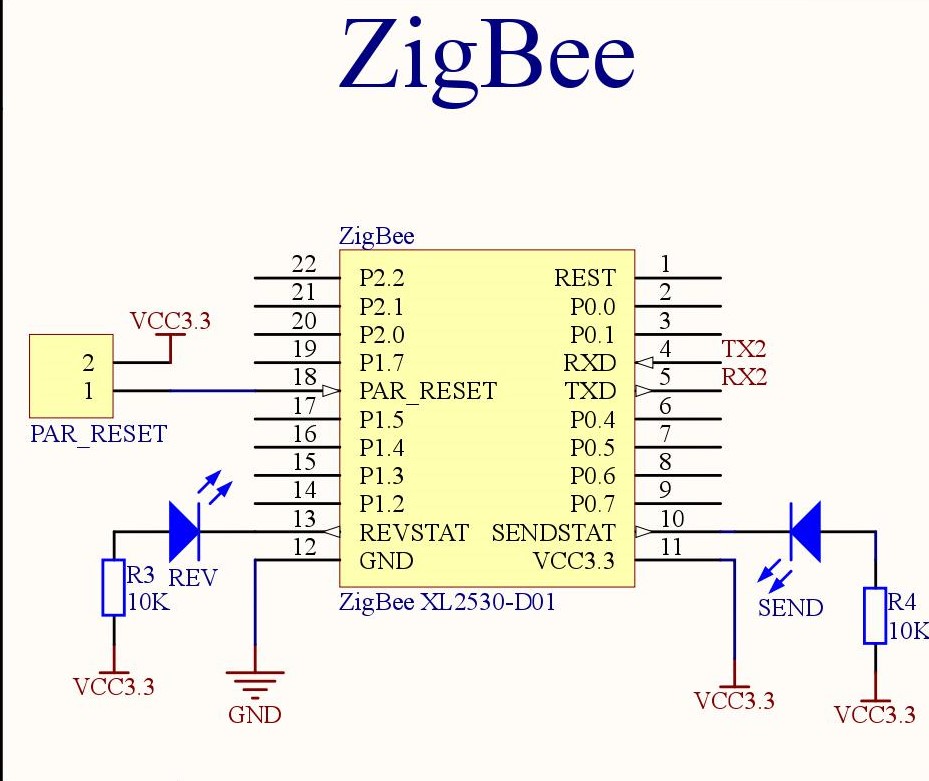 ZigBee
ZigBee
22 P2.2 REST 1
21 P2.1 P0.0 2
20 P2.0 P0.1 3
VCC3.3
19 P1.7 RXD 4 TX2
2
18 PAR_RESET TXD 5 RX2
1
17 P1.5 P0.4 6
PAR_RESET
16 P1.4 P0.5 7
15 P1.3 P0.6 8
14 P1.2 P0.7 9
13 REVSTAT SENDSTAT 10
12 GND VCC3.3 11
R3 REV
10K
ZigBee XL2530-D01
SEND
R4
10K
VCC3.3
GND
VCC3.3
VCC3.3